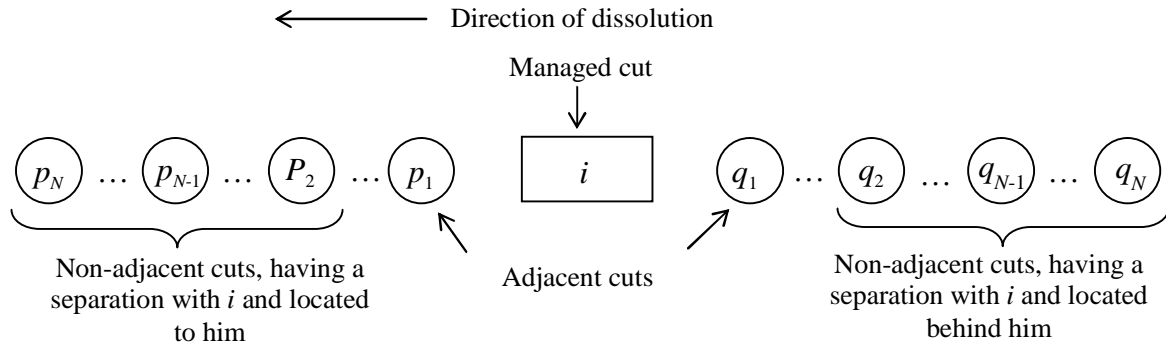 Direction of dissolution
Managed cut
p_N … p_{N-1} … P_2 … p_1 i q_1 … q_2 … q_{N-1} … q_N
Non-adjacent cuts, having a
separation with i and located
to him
Adjacent cuts
Non-adjacent cuts, having a
separation with i and located
behind him